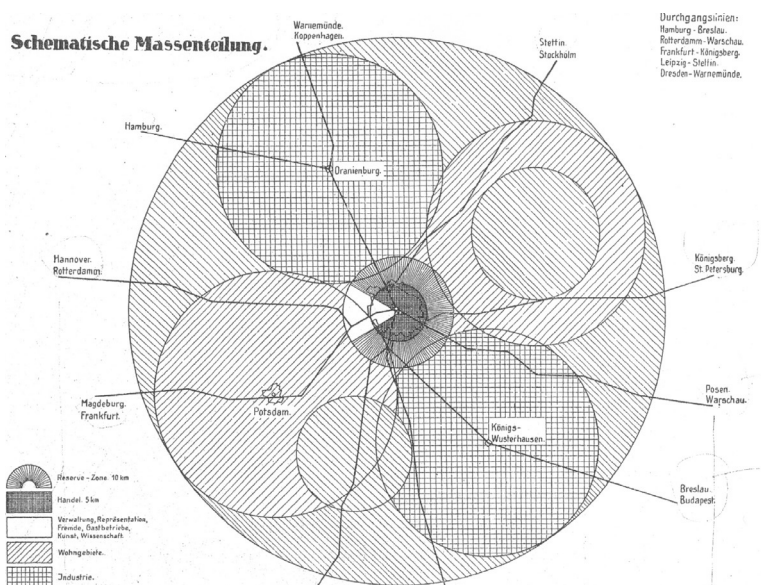 Schematische Massenteilung.
Warnemünde.
Koppenhagen.
Stettin
Stockholm
Durchgangslinien:
Hamburg - Breslau.
Rotterdamm - Warschau.
Frankfurt - Königsberg.
Leipzig - Stettin.
Dresden - Warnemünde.
Hamburg.
Oranienburg.
Hannover.
Rotterdamm.
Königsberg.
St. Petersburg.
Magdeburg.
Frankfurt.
Potsdam.
Posen.
Warschau.
Königs-
Wusterhausen.
Breslau.
Budapest.
Reserve - Zone 10 km
Handel. 5 km
Verwaltung, Repräsentation,
Fremde, Gastbetriebe,
Kunst, Wissenschaft
Wohngebiete.
Industrie.